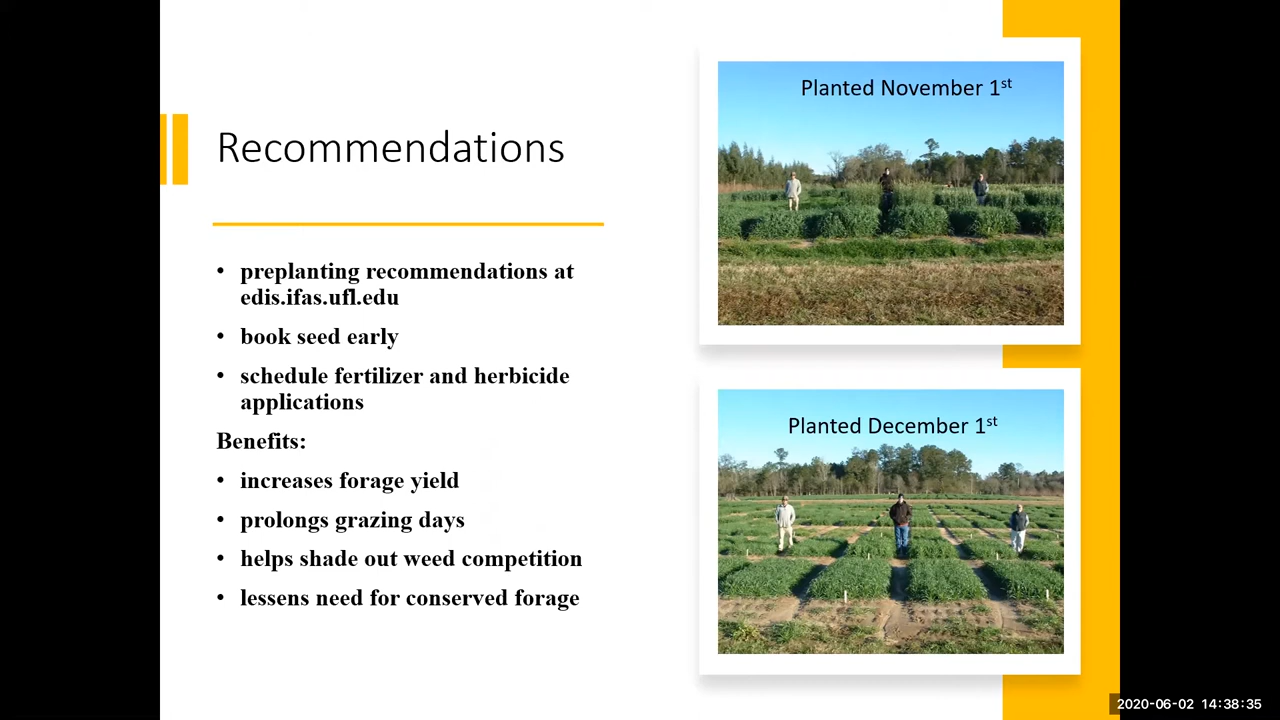 Recommendations
• preplanting recommendations at
edis.ifas.ufl.edu
• book seed early
• schedule fertilizer and herbicide
applications
Benefits:
• increases forage yield
• prolongs grazing days
• helps shade out weed competition
• lessens need for conserved forage
Planted November 1st
Planted December 1st
2020-06-02 14:38:35